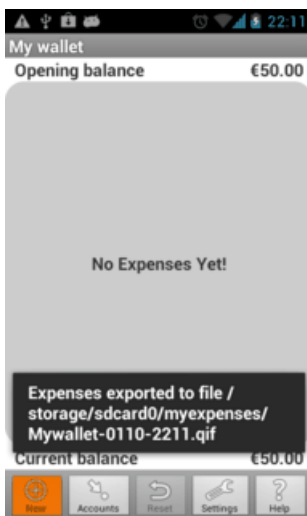 22:11
My wallet
Opening balance €50.00
No Expenses Yet!
Expenses exported to file /
storage/sdcard0/myexpenses/
Mywallet-0110-2211.qif
Current balance €50.00
New Accounts Reset Settings Help